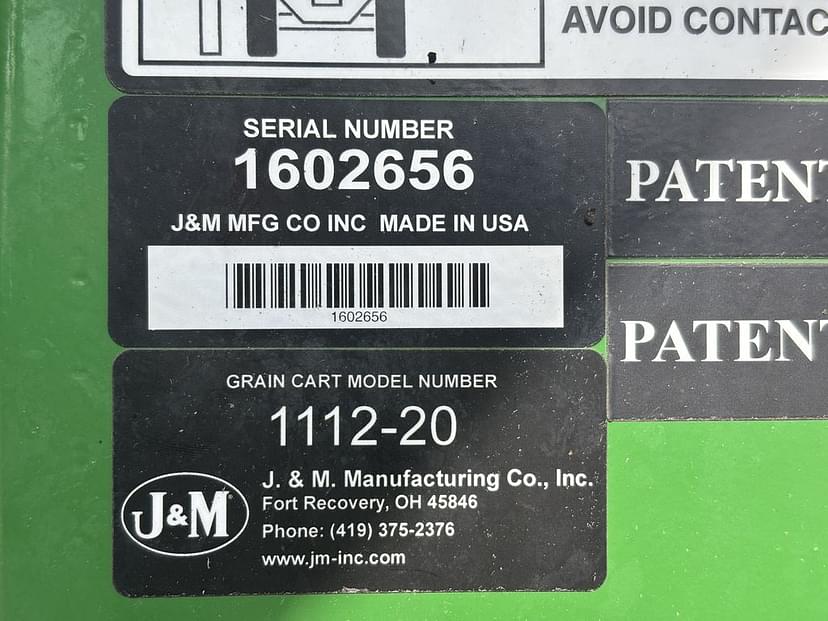 AVOID CONTAC
SERIAL NUMBER
1602656
J&M MFG CO INC MADE IN USA
1602656
PATENT
PATENT
GRAIN CART MODEL NUMBER
1112-20
J&M®
J. & M. Manufacturing Co., Inc.
Fort Recovery, OH 45846
Phone: (419) 375-2376
www.jm-inc.com